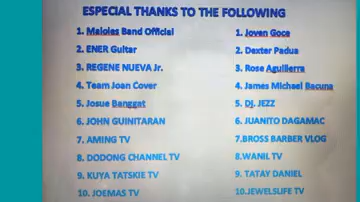 ESPECIAL THANKS TO THE FOLLOWING
1. Maloles Band Official
2. ENER Guitar
3. REGENE NUEVA Jr.
4. Team Joan Cover
5. Josue Banggat
6. JOHN GUINITARAN
7. AMING TV
8. DODONG CHANNEL TV
9. KUYA TATSKIE TV
10. JOEMAS TV
1. Joven Goce
2. Dexter Padua
3. Rose Aguilierra
4. James Michael Bacuna
5. DJ. JEZZ
6. JUANITO DAGAMAC
7.BROSS BARBER VLOG
8.WANIL TV
9. TATAY DANIEL
10.JEWELSLIFE TV